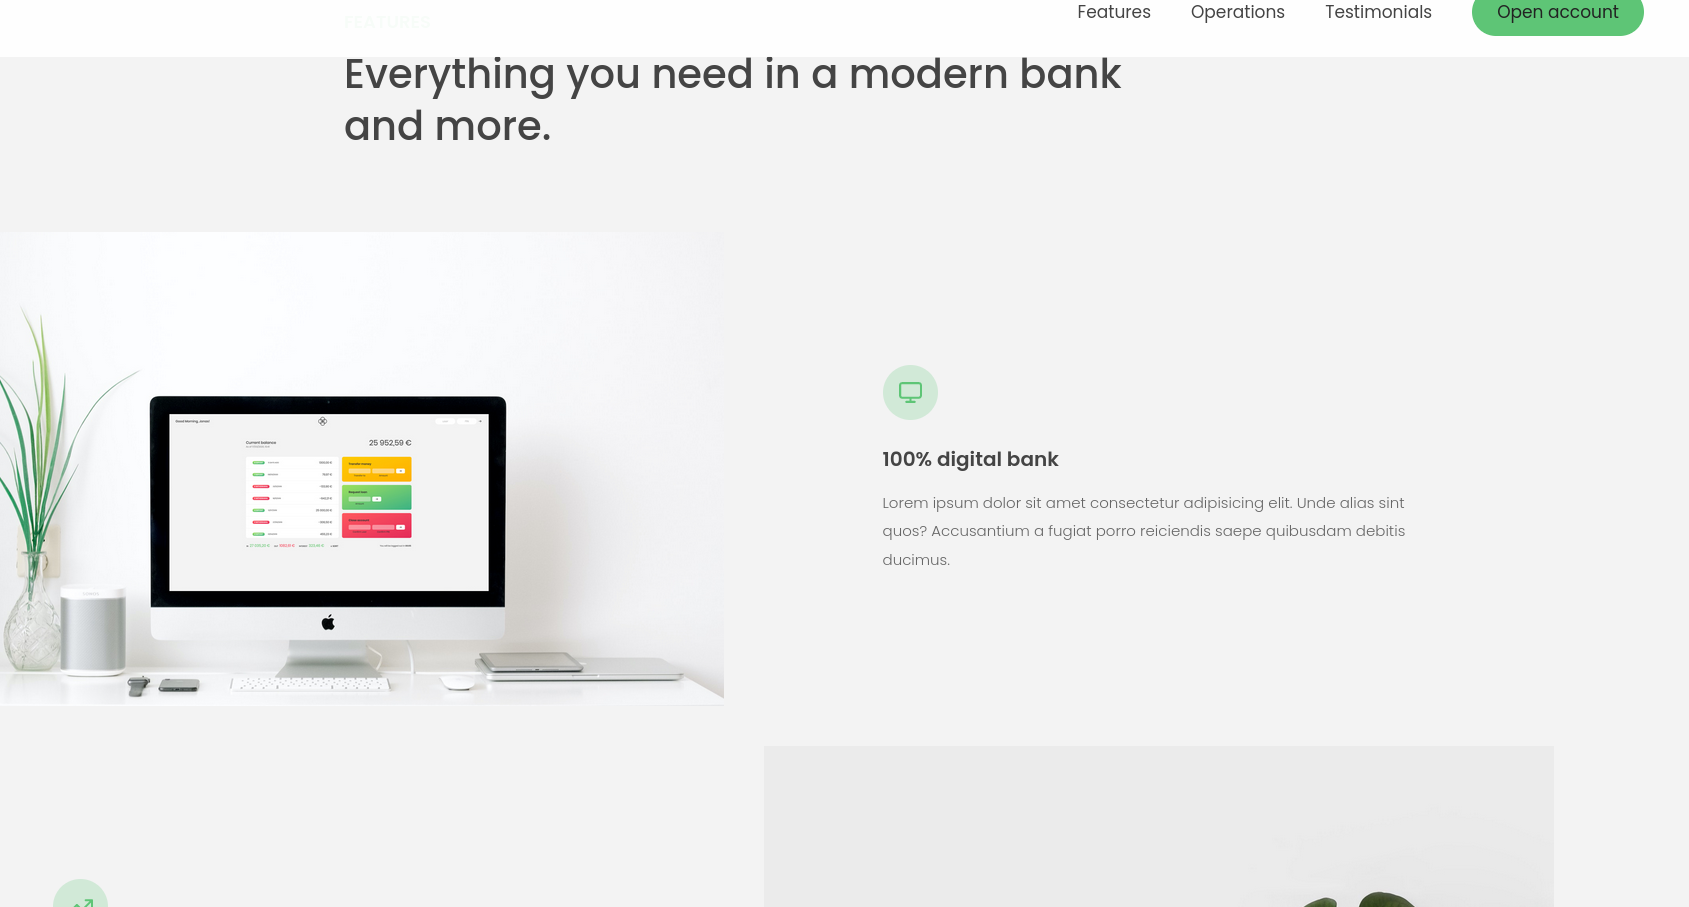 FEATURES
Features
Operations
Testimonials
Open account
Everything you need in a modern bank
and more.
Current balance
25 952,59 €
100% digital bank
Lorem ipsum dolor sit amet consectetur adipisicing elit. Unde alias sint
quos? Accusantium a fugiat porro reiciendis saepe quibusdam debitis
ducimus.